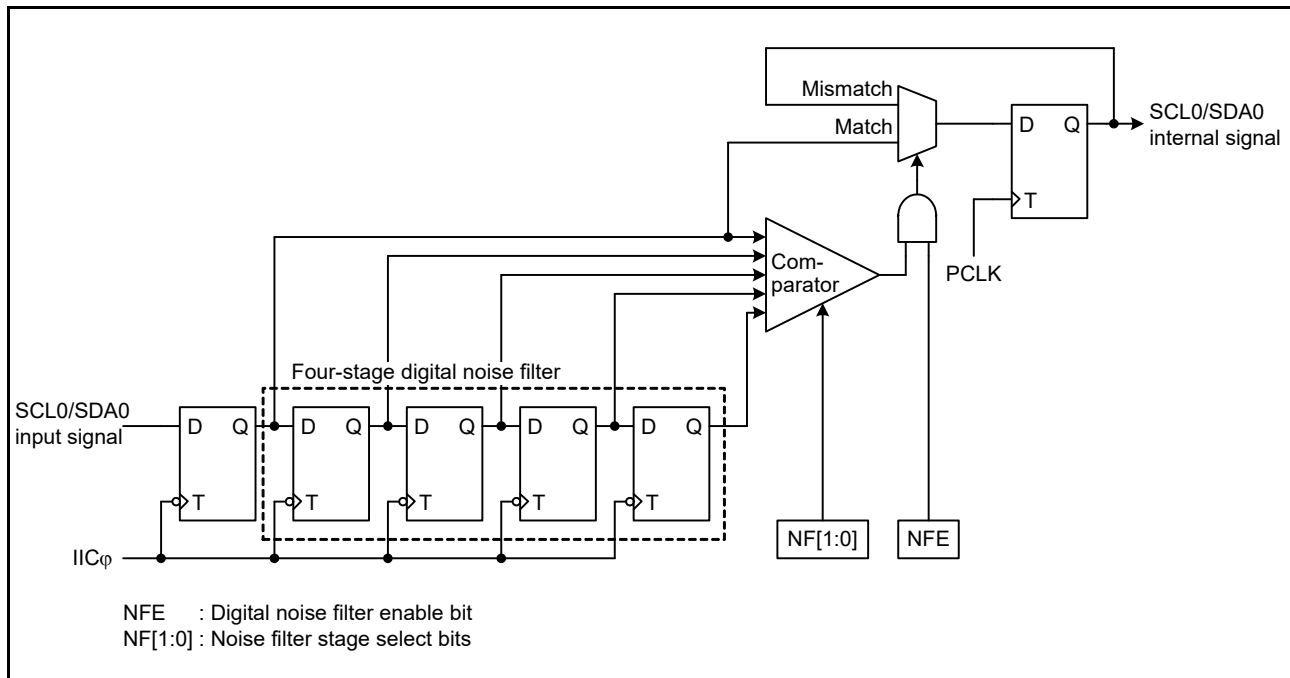 Mismatch
Match
D Q
T
SCL0/SDA0
internal signal
PCLK
Com-
parator
Four-stage digital noise filter
SCL0/SDA0
input signal
D Q D Q D Q D Q D Q
T T T T T
IICφ
NF[1:0] NFE
NFE : Digital noise filter enable bit
NF[1:0] : Noise filter stage select bits